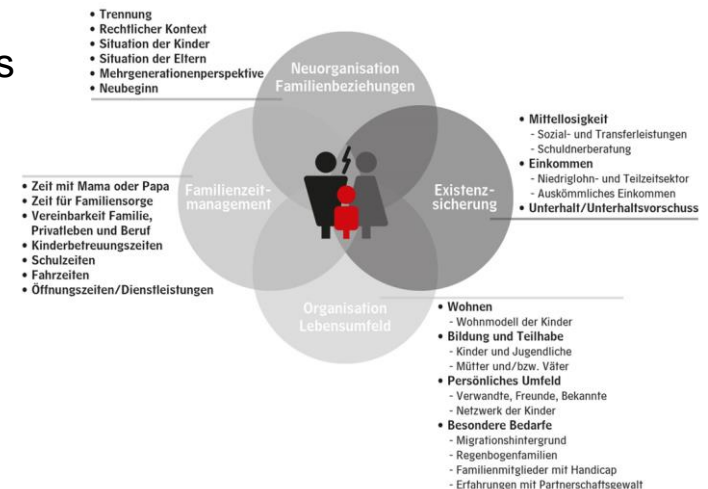 s
• Trennung
• Rechtlicher Kontext
• Situation der Kinder
• Situation der Eltern
• Mehrgenerationenperspektive
• Neubeginn
Neuorganisation
Familienbeziehungen
• Mittellosigkeit
- Sozial- und Transferleistungen
- Schuldnerberatung
• Einkommen
- Niedriglohn- und Teilzeitsektor
- Auskömmliches Einkommen
• Unterhalt/Unterhaltsvorschuss
Existenz-
sicherung
Familienzeit-
management
• Zeit mit Mama oder Papa
• Zeit für Familiensorge
• Vereinbarkeit Familie,
Privatleben und Beruf
• Kinderbetreuungszeiten
• Schulzeiten
• Fahrzeiten
• Öffnungszeiten/Dienstleistungen
Organisation
Lebensumfeld
• Wohnen
- Wohnmodell der Kinder
• Bildung und Teilhabe
- Kinder und Jugendliche
- Mütter und/bzw. Väter
• Persönliches Umfeld
- Verwandte, Freunde, Bekannte
- Netzwerk der Kinder
• Besondere Bedarfe
- Migrationshintergrund
- Regenbogenfamilien
- Familienmitglieder mit Handicap
- Erfahrungen mit Partnerschaftsgewalt